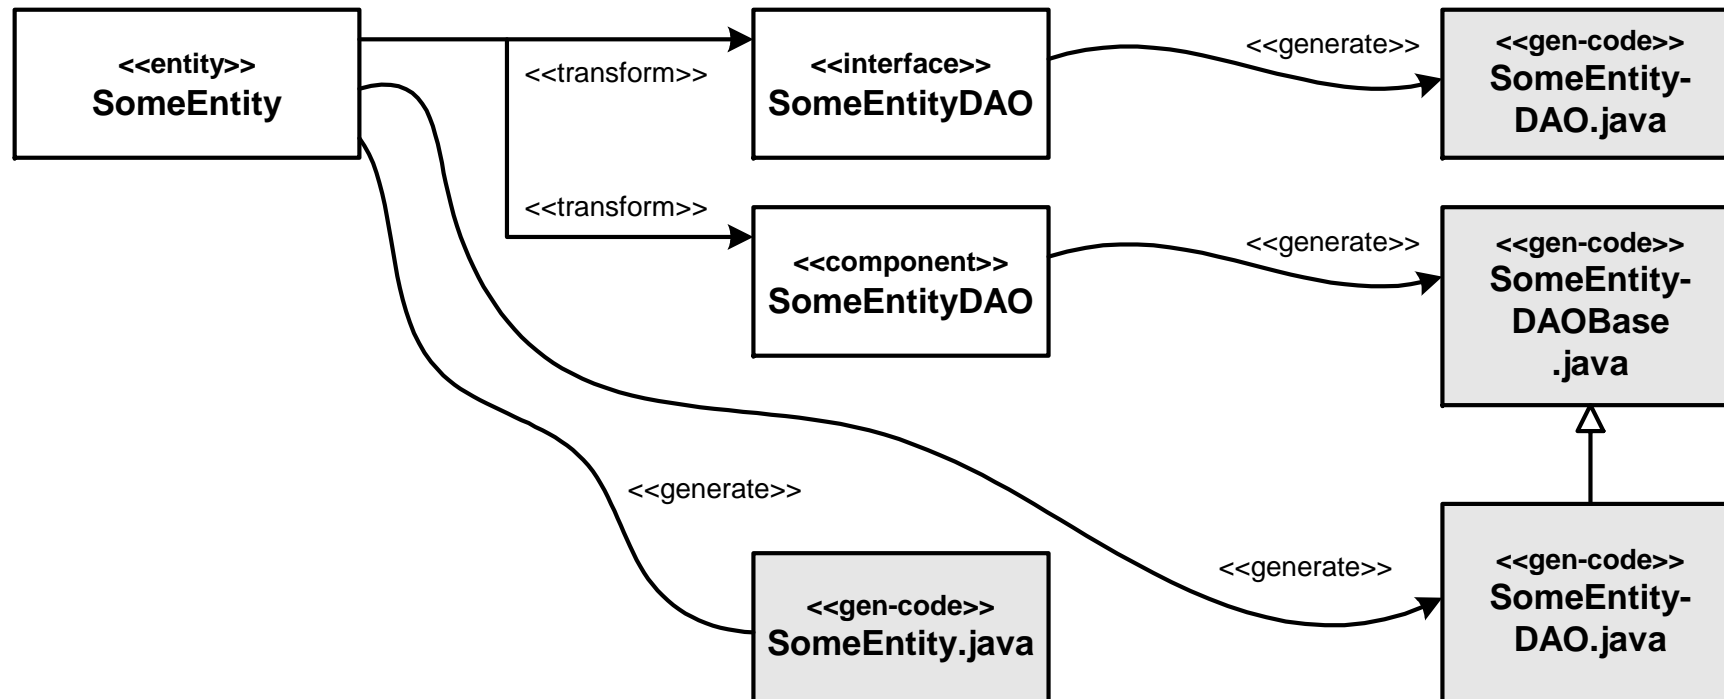 <<entity>>
SomeEntity
<<transform>>
<<interface>>
SomeEntityDAO
<<generate>>
<<gen-code>>
SomeEntity-
DAO.java
<<transform>>
<<component>>
SomeEntityDAO
<<generate>>
<<gen-code>>
SomeEntity-
DAOBase
.java
<<generate>>
<<gen-code>>
SomeEntity.java
<<generate>>
<<gen-code>>
SomeEntity-
DAO.java